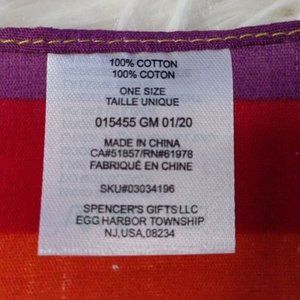 100% COTTON
100% COTON
ONE SIZE
TAILLE UNIQUE
015455 GM 01/20
MADE IN CHINA
CA#51857/RN#61978
FABRIQUÉ EN CHINE
SKU#03034196
SPENCER'S GIFTS LLC
EGG HARBOR TOWNSHIP
NJ,USA,08234